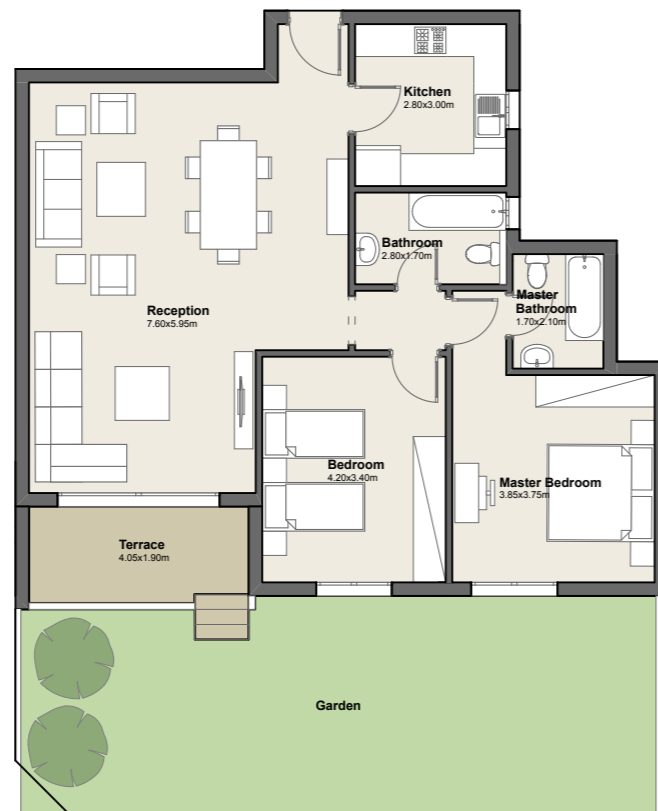 Kitchen
2.80x3.00m
Bathroom
2.80x1.70m
Master
Bathroom
1.70x2.10m
Reception
7.60x5.95m
Bedroom
4.20x3.40m
Master Bedroom
3.85x3.75m
Terrace
4.05x1.90m
Garden